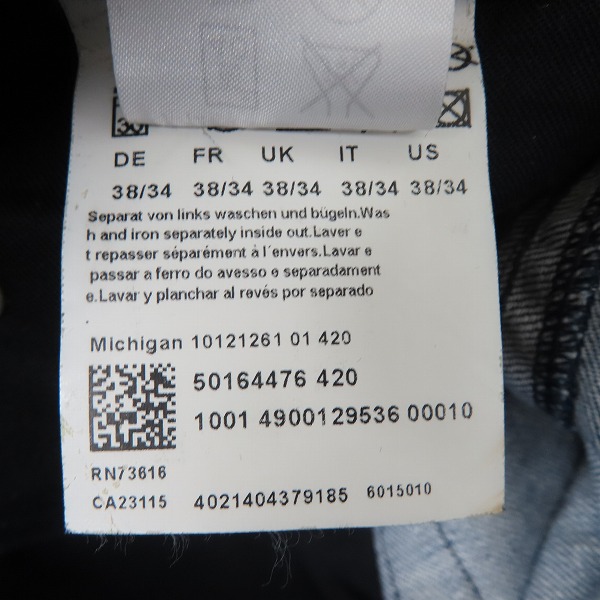 30
DE FR UK IT US
38/34 38/34 38/34 38/34 38/34
Separat von links waschen und bügeln.Was
h and iron separately inside out.Laver e
t repasser séparément à l´envers.Lavar e
passar a ferro do avesso e separadament
e.Lavar y planchar al revés por separado
Michigan 10121261 01 420
50164476 420
1001 4900129536 00010
RN73616
CA23115 4021404379185 6015010